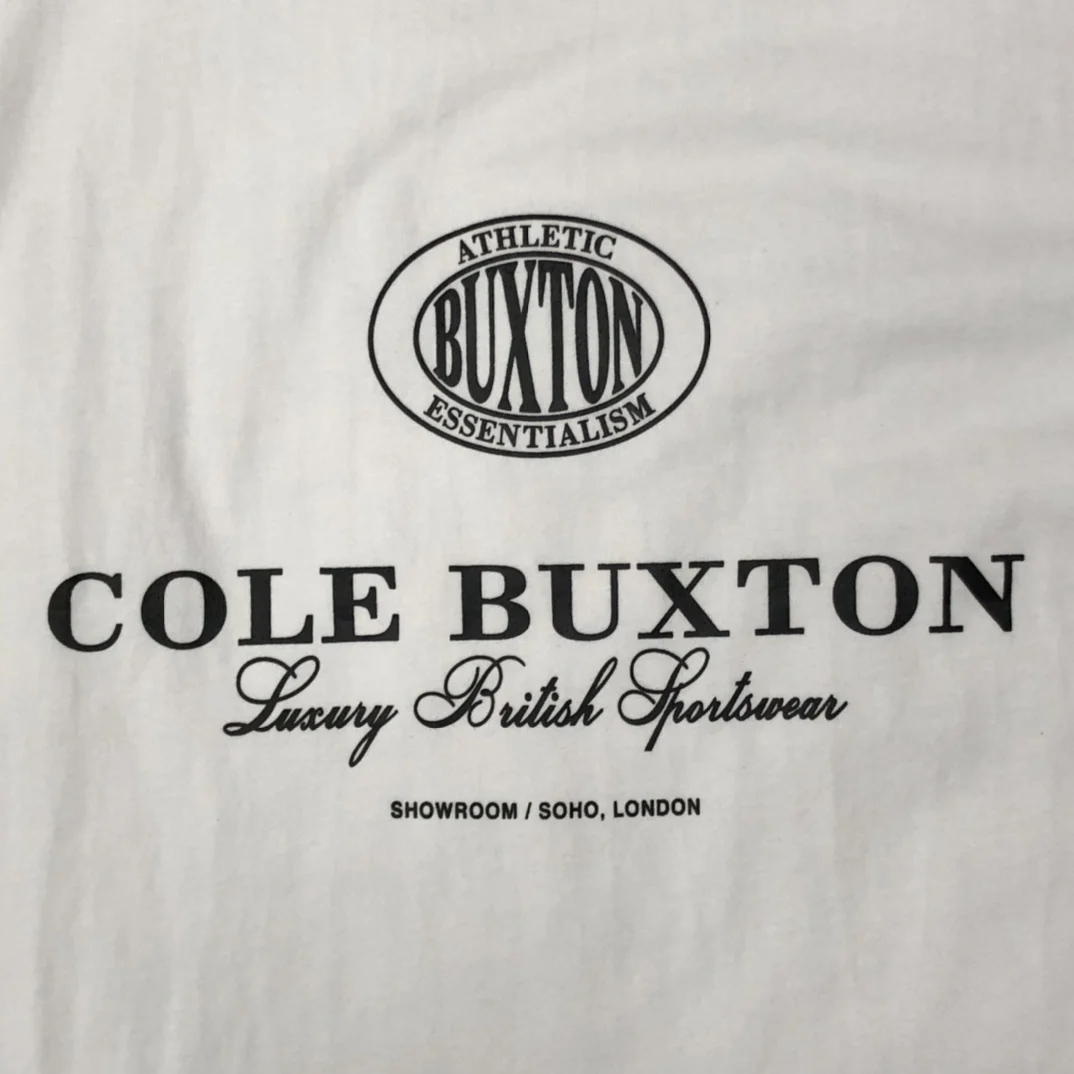 ATHLETIC
BUXTON
ESSENTIALISM
COLE BUXTON
Luxury British Sportswear
SHOWROOM / SOHO, LONDON